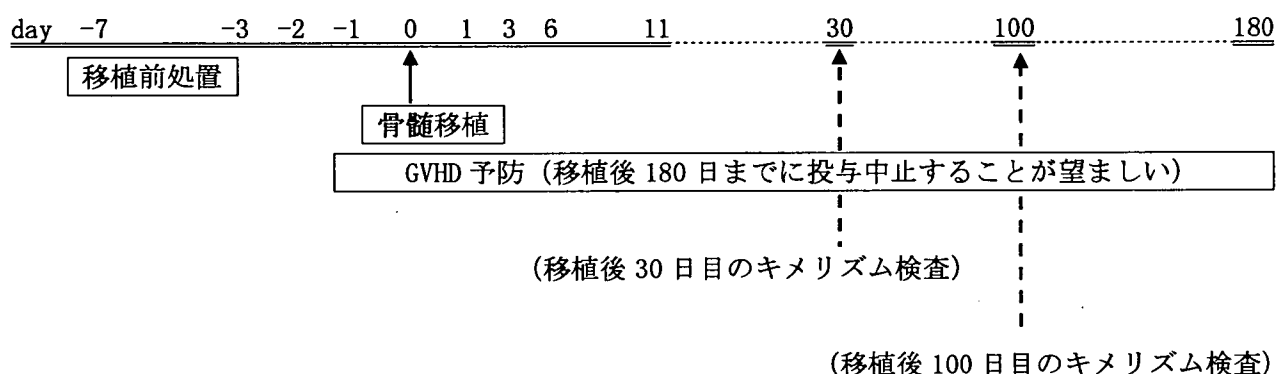 day -7 -3 -2 -1 0 1 3 6 11 30 100 180
移植前処置
骨髄移植
GVHD 予防（移植後 180 日までに投与中止することが望ましい）
（移植後 30 日目のキメリズム検査）
（移植後 100 日目のキメリズム検査）